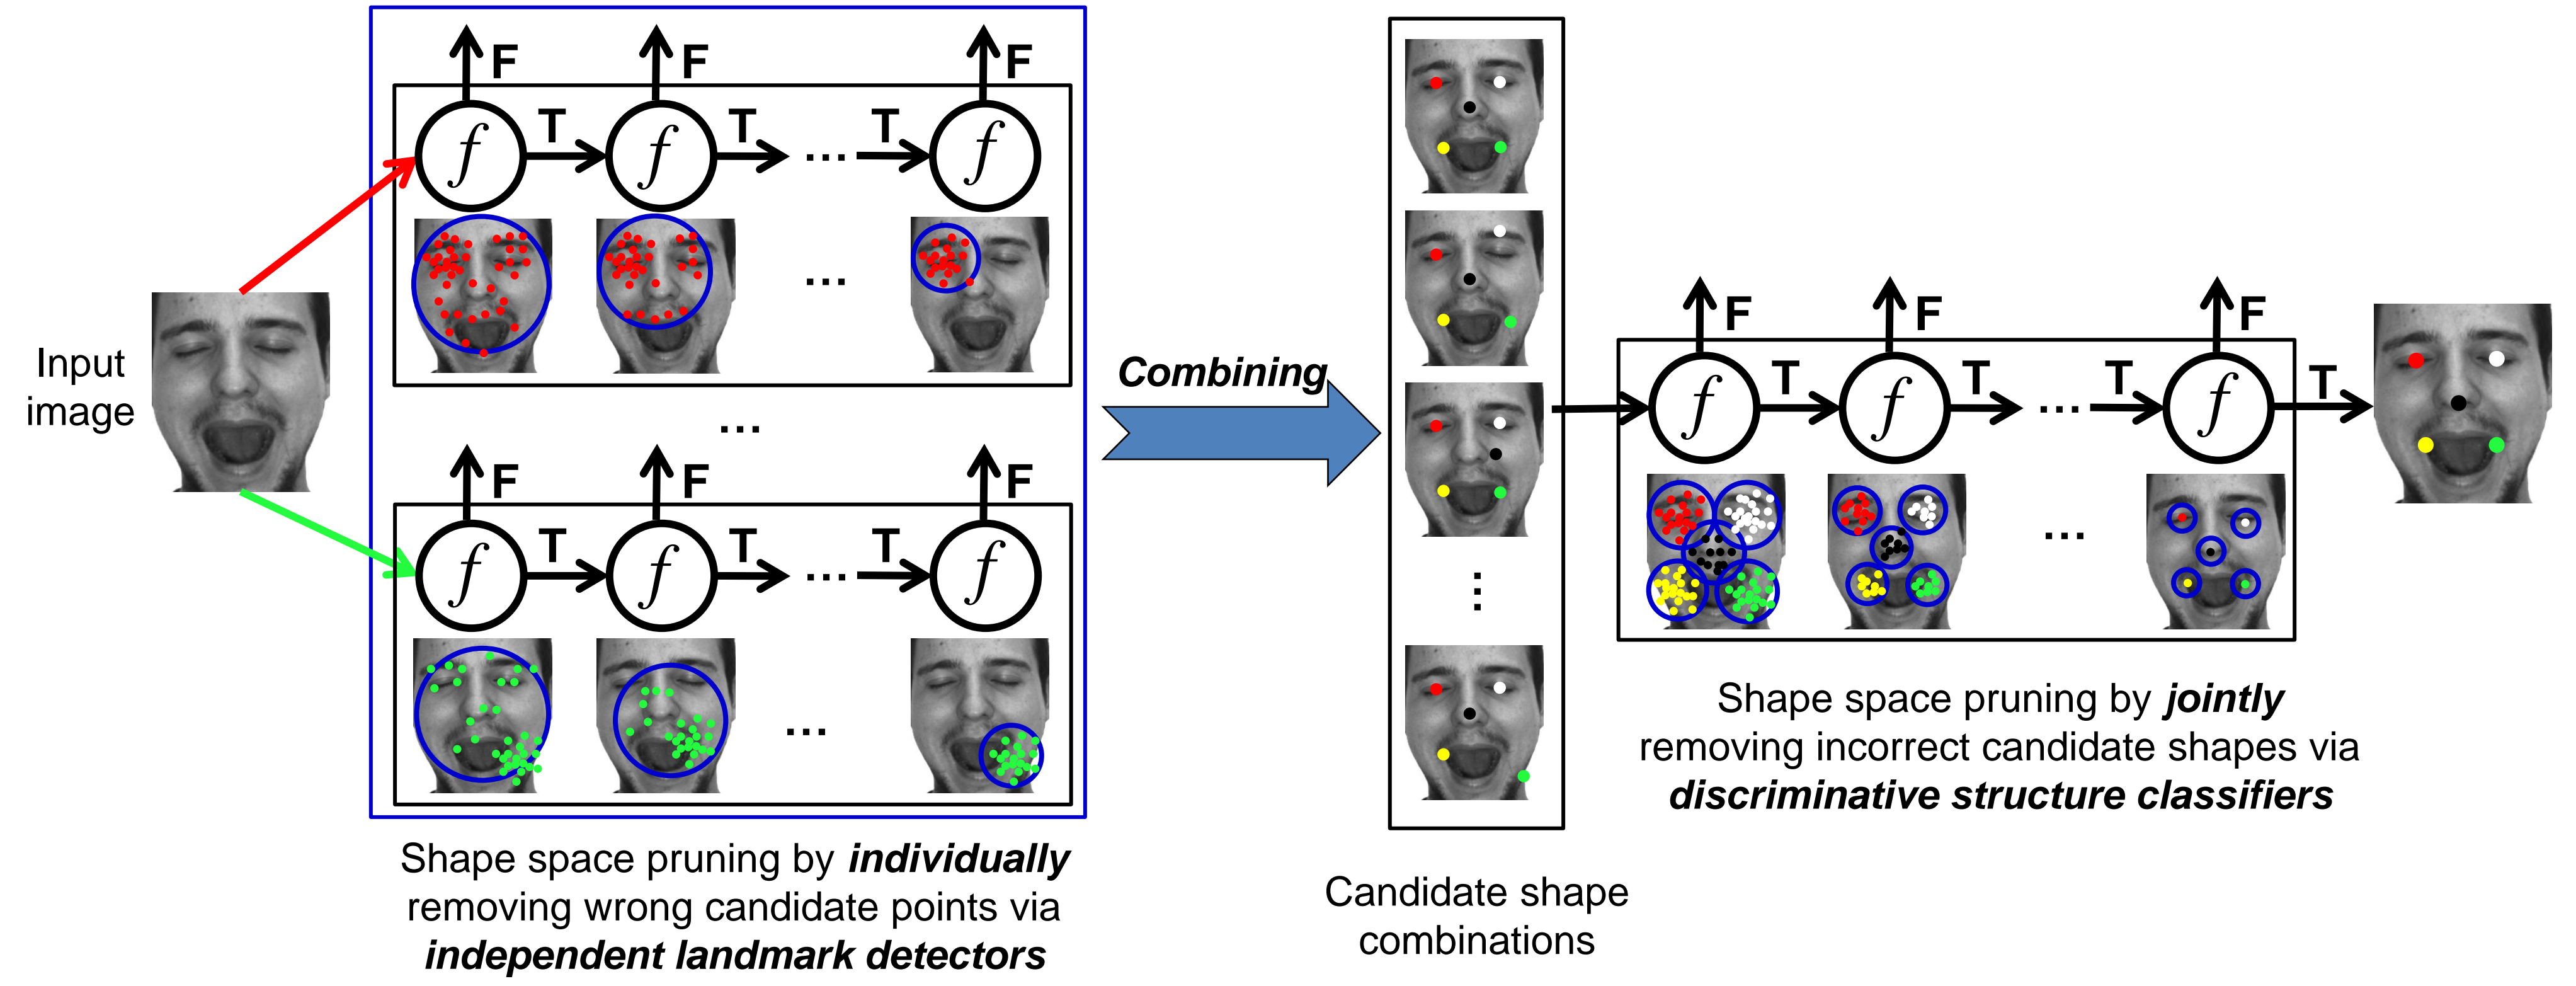 F F F
f T f T ... T f
...
Input
image
...
F F F
f T f T ... T f
...
Shape space pruning by individually
removing wrong candidate points via
independent landmark detectors
Combining
...
Candidate shape
combinations
F F F
f T f T ... T f T
...
Shape space pruning by jointly
removing incorrect candidate shapes via
discriminative structure classifiers